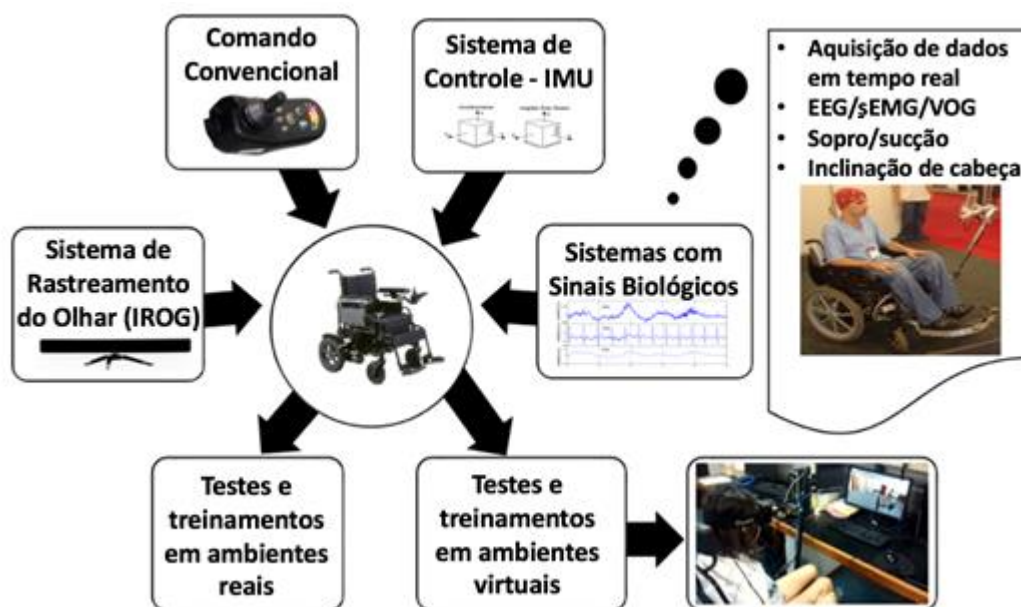 Comando
Convencional
Sistema de
Controle - IMU
• Aquisição de dados
em tempo real
• EEG/şEMG/VOG
• Sopro/sucção
• Inclinação de cabeça
Sistema de
Rastreamento
do Olhar (IROG)
Sistemas com
Sinais Biológicos
Testes e
treinamentos
em ambientes
reais
Testes e
treinamentos
em ambientes
virtuais